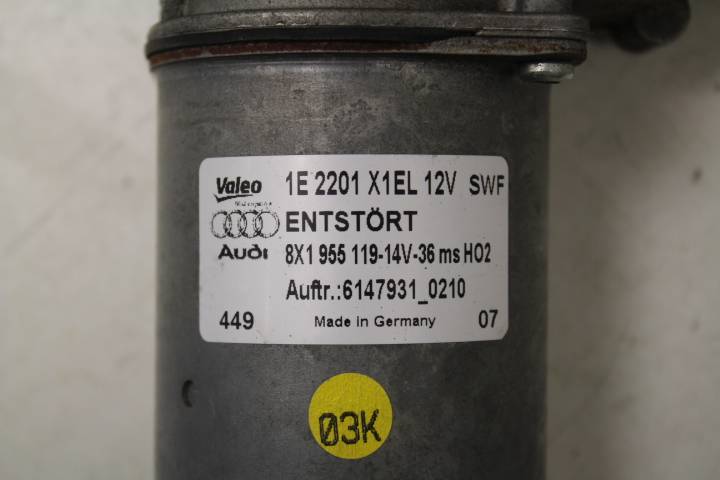 Valeo 1E 2201 X1EL 12V SWF
ENTSTÖRT
Audi 8X1 955 119-14V-36 ms HO2
Auftr.:6147931_0210
449 Made in Germany 07
03K